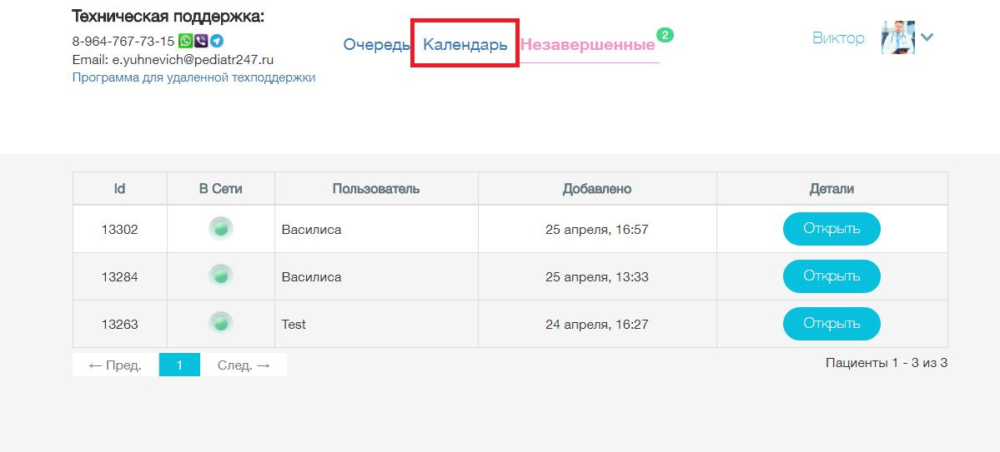 Техническая поддержка:
8-964-767-73-15
Email: e.yuhnevich@pediatr247.ru
Программа для удаленной техподдержки
Очередь Календарь Незавершенные 2
Виктор
Id В Сети Пользователь Добавлено Детали
13302 Василиса 25 апреля, 16:57 Открыть
13284 Василиса 25 апреля, 13:33 Открыть
13263 Test 24 апреля, 16:27 Открыть
← Пред. 1 След. →
Пациенты 1 - 3 из 3